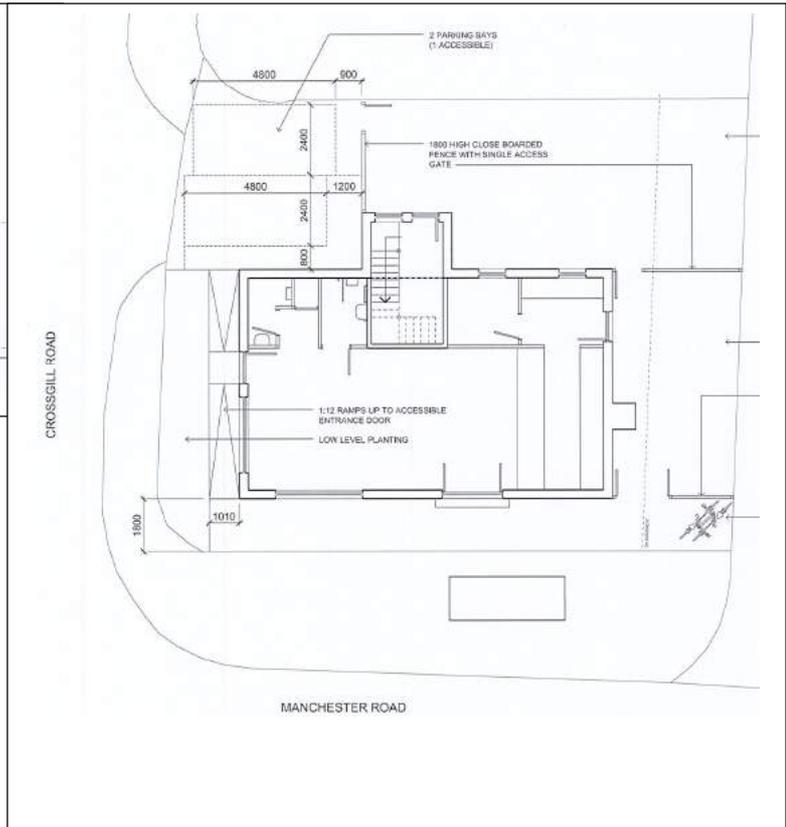 2 PARKING BAYS
(1 ACCESSIBLE)
4800
900
2400
1800 HIGH CLOSE BOARDED
FENCE WITH SINGLE ACCESS
GATE
4800
1200
2400
800
CROSSGILL ROAD
1:12 RAMPS UP TO ACCESSIBLE
ENTRANCE DOOR
LOW LEVEL PLANTING
1800
1010
MANCHESTER ROAD